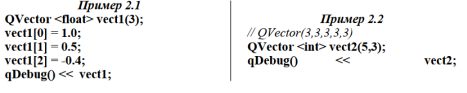 Пример 2.1
QVector <float> vect1(3);
vect1[0] = 1.0;
vect1[1] = 0.5;
vect1[2] = -0.4;
qDebug() << vect1;
Пример 2.2
// QVector(3,3,3,3,3)
QVector <int> vect2(5,3);
qDebug() << vect2;